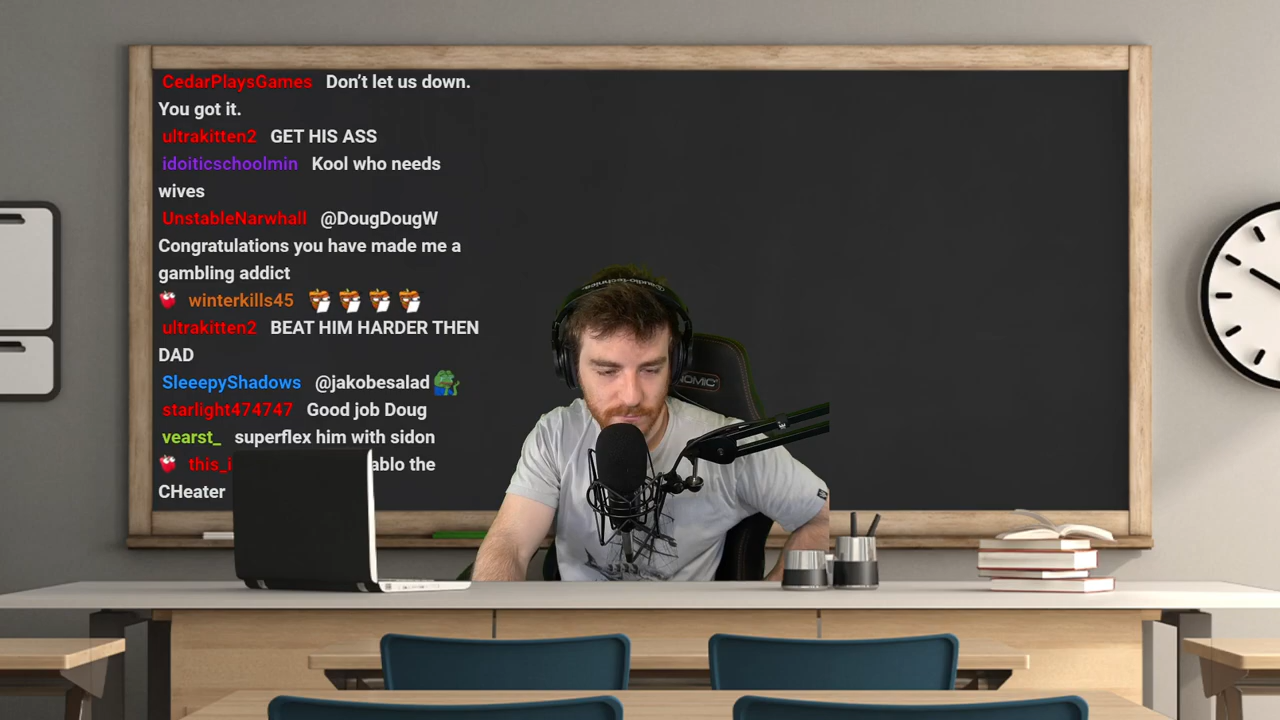 CedarPlaysGames Don’t let us down.
You got it.
ultrakitten2 GET HIS ASS
idoiticschoolmin Kool who needs
wives
UnstableNarwhall @DougDougW
Congratulations you have made me a
gambling addict
winterkills45
ultrakitten2 BEAT HIM HARDER THEN
DAD
SleeepyShadows @jakobesalad
starlight474747 Good job Doug
vearst_ superflex him with sidon
the
CHeater
audio-technica